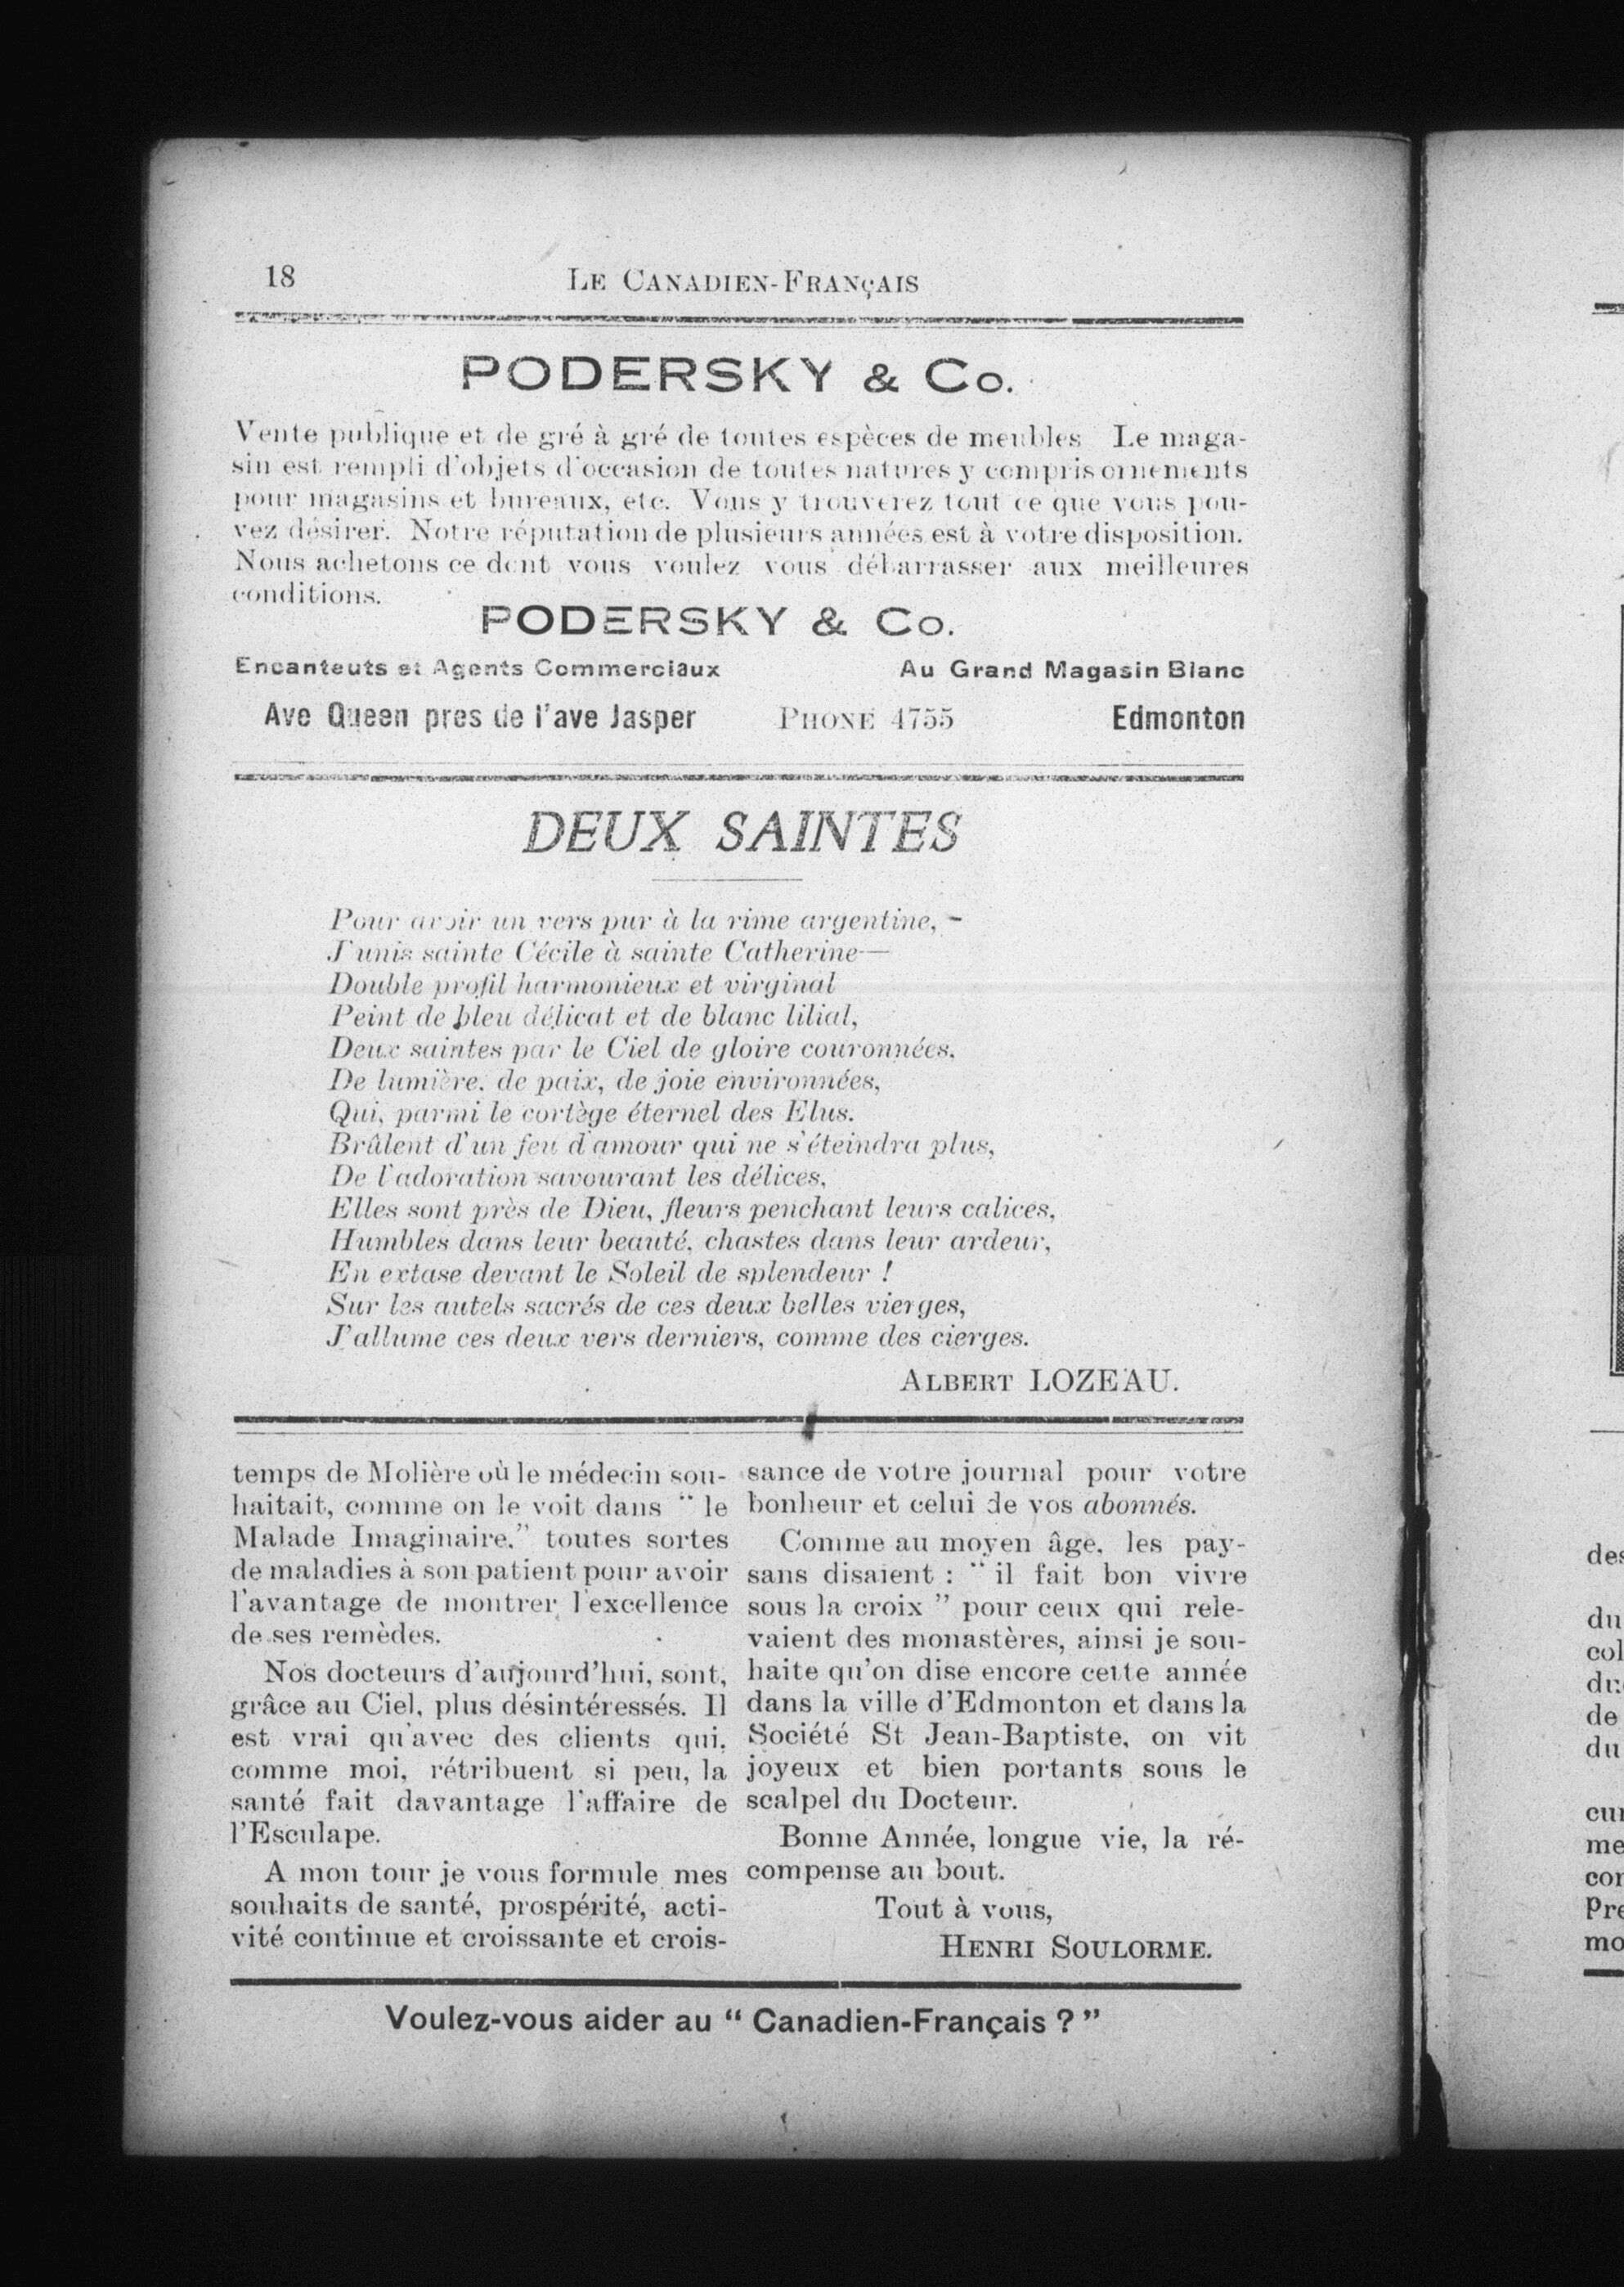 18
LE CANADIEN-FRANÇAIS
PODERSKY & Co.
Vente publique et de gré à gré de toutes espèces de meubles Le maga-
sin est rempli d'objets d'occasion de toutes natures y compris ornements
pour magasins et bureaux, etc. Vous y trouverez tout ce que vous pou-
vez désirer. Notre réputation de plusieurs années est à votre disposition.
Nous achetons ce dont vous voulez vous débarrasser aux meilleures
conditions.
PODERSKY & Co.
Encanteuts et Agents Commerciaux Au Grand Magasin Blanc
Ave Queen pres de l'ave Jasper PHONE 4755 Edmonton
DEUX SAINTES
Pour avoir un vers pur à la rime argentine, -
J'unis sainte Cécile à sainte Catherine—
Double profil harmonieux et virginal
Peint de bleu délicat et de blanc lilial,
Deux saintes par le Ciel de gloire couronnées,
De lumière, de paix, de joie environnées,
Qui, parmi le cortège éternel des Elus.
Brûlent d'un feu d'amour qui ne s'éteindra plus,
De l'adoration savourant les délices,
Elles sont près de Dieu, fleurs penchant leurs calices,
Humbles dans leur beauté, chastes dans leur ardeur,
En extase devant le Soleil de splendeur !
Sur les autels sacrés de ces deux belles vierges,
J'allume ces deux vers derniers, comme des cierges.
ALBERT LOZEAU.
temps de Molière où le médecin sou-
haitait, comme on le voit dans " le
Malade Imaginaire," toutes sortes
de maladies à son patient pour avoir
l'avantage de montrer l'excellence
de ses remèdes.
Nos docteurs d'aujourd'hui, sont,
grâce au Ciel, plus désintéressés. Il
est vrai qu'avec des clients qui,
comme moi, rétribuent si peu, la
santé fait davantage l'affaire de
l'Esculape.
A mon tour je vous formule mes
souhaits de santé, prospérité, acti-
vité continue et croissante et crois-
sance de votre journal pour votre
bonheur et celui de vos abonnés.
Comme au moyen âge, les pay-
sans disaient : " il fait bon vivre
sous la croix " pour ceux qui rele-
vaient des monastères, ainsi je sou-
haite qu'on dise encore cette année
dans la ville d'Edmonton et dans la
Société St Jean-Baptiste, on vit
joyeux et bien portants sous le
scalpel du Docteur.
Bonne Année, longue vie, la ré-
compense au bout.
Tout à vous,
HENRI SOULORME.
Voulez-vous aider au " Canadien-Français ? "
des
du
col
de
du
me